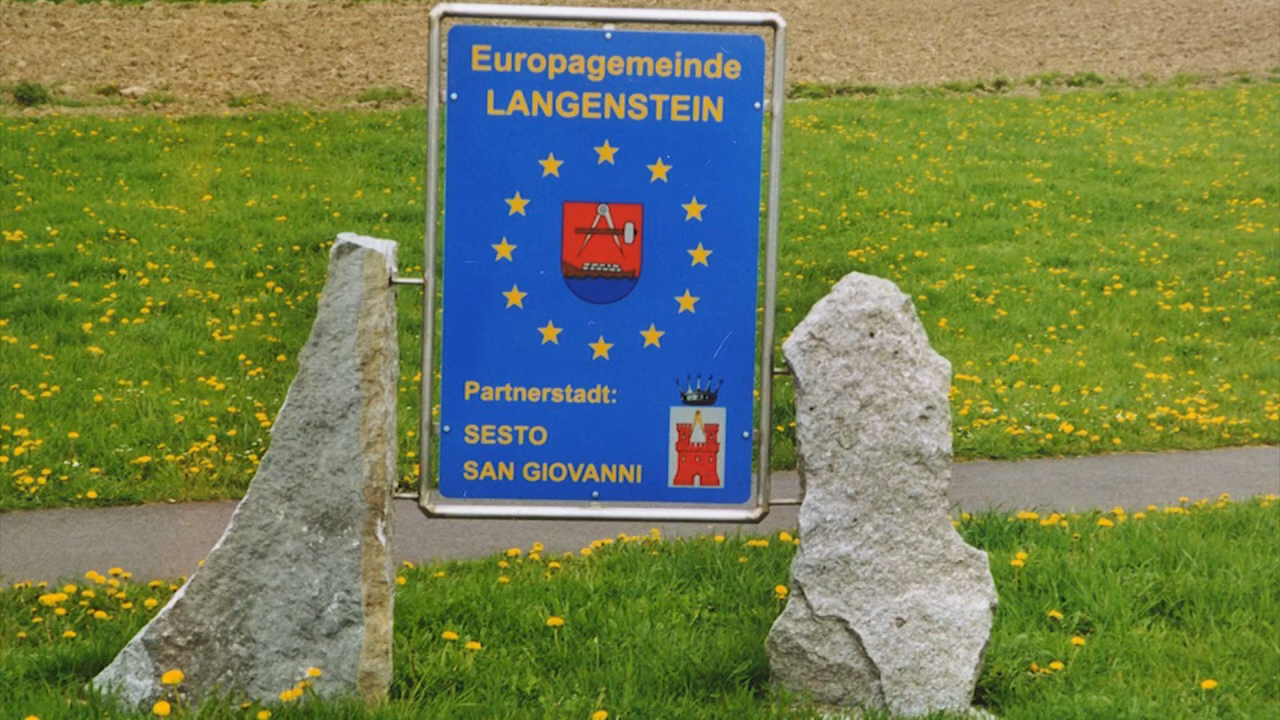 Europagemeinde
LANGENSTEIN
Partnerstadt:
SESTO
SAN GIOVANNI